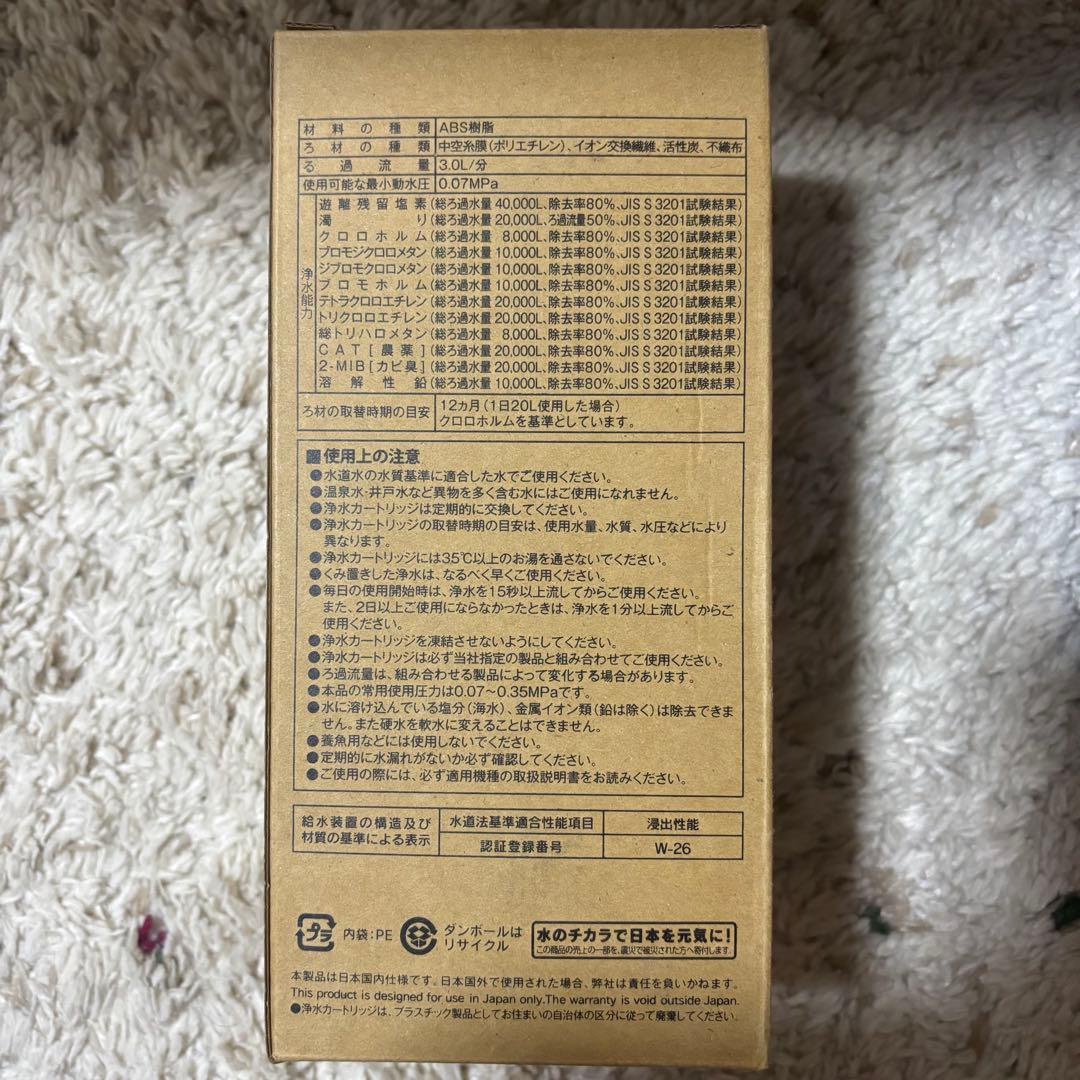 材料の種類 ABS樹脂
ろ材の種類 中空糸膜(ポリエチレン)、イオン交換繊維、活性炭、不織布
ろ過流量 3.0L/分
使用可能な最小動水圧 0.07MPa
浄水能力
遊離残留塩素(総ろ過水量 40,000L、除去率80%、JIS S 3201試験結果)
濁り(総ろ過水量 20,000L、ろ過流量50%、JIS S 3201試験結果)
クロロホルム(総ろ過水量 8,000L、除去率80%、JIS S 3201試験結果)
ブロモジクロロメタン(総ろ過水量 10,000L、除去率80%、JIS S 3201試験結果)
ジブロモクロロメタン(総ろ過水量 10,000L、除去率80%、JIS S 3201試験結果)
ブロモホルム(総ろ過水量 10,000L、除去率80%、JIS S 3201試験結果)
テトラクロロエチレン(総ろ過水量 20,000L、除去率80%、JIS S 3201試験結果)
トリクロロエチレン(総ろ過水量 20,000L、除去率80%、JIS S 3201試験結果)
総トリハロメタン(総ろ過水量 8,000L、除去率80%、JIS S 3201試験結果)
CAT[農薬](総ろ過水量 20,000L、除去率80%、JIS S 3201試験結果)
2-MIB[カビ臭](総ろ過水量 20,000L、除去率80%、JIS S 3201試験結果)
溶解性鉛(総ろ過水量 10,000L、除去率80%、JIS S 3201試験結果)
ろ材の取替時期の目安 12ヵ月(1日20L使用した場合)
クロロホルムを基準としています。
■使用上の注意
●水道水の水質基準に適合した水でご使用ください。
●温泉水・井戸水など異物を多く含む水にはご使用になれません。
●浄水カートリッジは定期的に交換してください。
●浄水カートリッジの取替時期の目安は、使用水量、水質、水圧などにより
異なります。
●浄水カートリッジには35℃以上のお湯を通さないでください。
●くみ置きした浄水は、なるべく早くご使用ください。
●毎日の使用開始時は、浄水を15秒以上流してからご使用ください。
また、2日以上ご使用にならなかったときは、浄水を1分以上流してからご
使用ください。
●浄水カートリッジを凍結させないようにしてください。
●浄水カートリッジは必ず当社指定の製品と組み合わせてご使用ください。
●ろ過流量は、組み合わせる製品によって変化する場合があります。
●本品の常用使用圧力は0.07〜0.35MPaです。
●水に溶け込んでいる塩分(海水)、金属イオン類(鉛は除く)は除去できま
せん。また硬水を軟水に変えることはできません。
●養魚用などには使用しないでください。
●定期的に水漏れがないか必ず確認してください。
●ご使用の際には、必ず適用機種の取扱説明書をお読みください。
給水装置の構造及び 水道法基準適合性能項目 浸出性能
材質の基準による表示 認証登録番号 W-26
プラ 内袋:PE ダンボールは
リサイクル
水のチカラで日本を元気に!
この商品の売上の一部を、震災で被災された方へ寄付します。
本製品は日本国内仕様です。日本国外で使用された場合、弊社は責任を負いかねます。
This product is designed for use in Japan only.The warranty is void outside Japan.
●浄水カートリッジは、プラスチック製品としてお住まいの自治体の区分に従って廃棄してください。